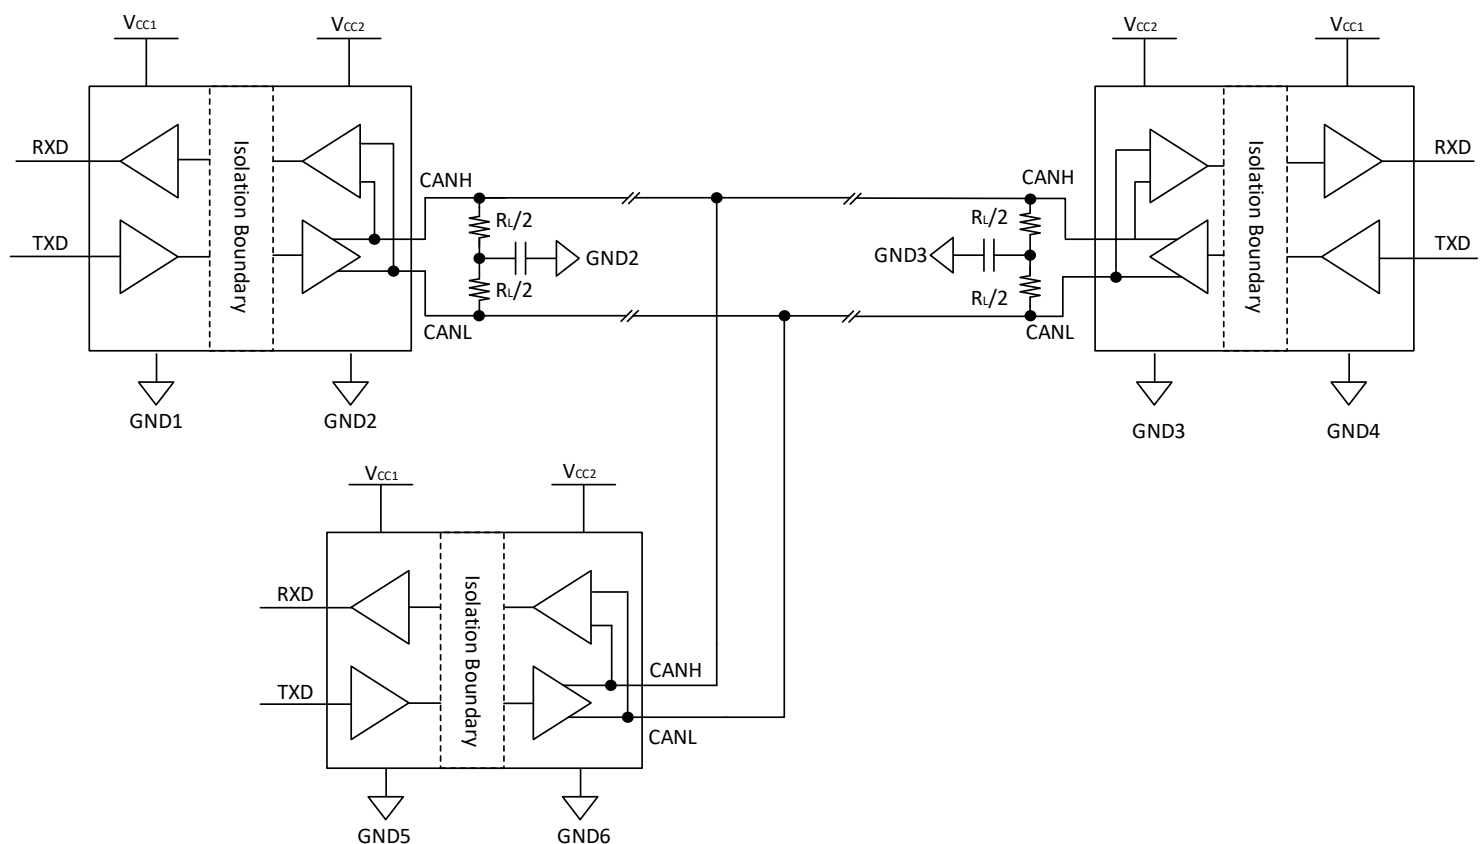 VCC1
VCC2
VCC2
VCC1
RXD
Isolation Boundary
CANH
RL/2
GND2
RL/2
CANL
TXD
GND1
GND2
CANH
RL/2
GND3
RL/2
CANL
Isolation Boundary
RXD
TXD
GND3
GND4
VCC1
VCC2
RXD
Isolation Boundary
TXD
CANH
CANL
GND5
GND6